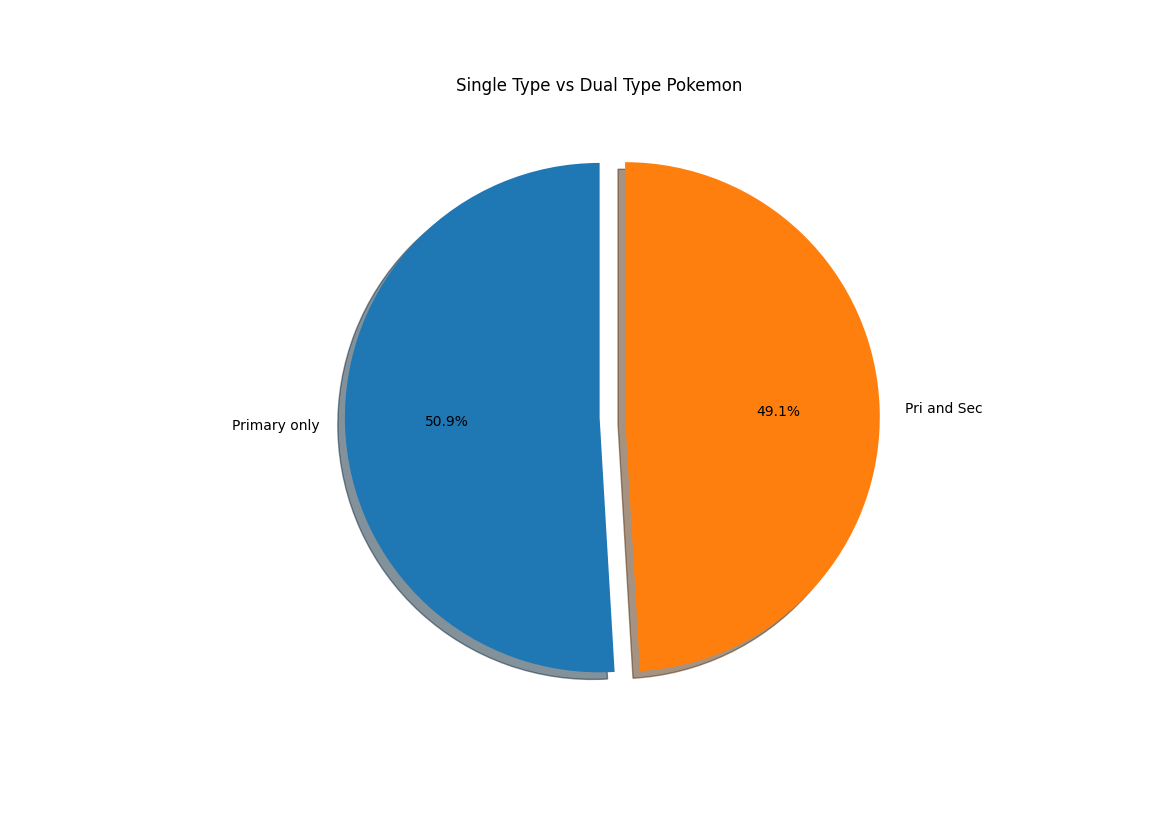 Single Type vs Dual Type Pokemon
Primary only
50.9%
49.1%
Pri and Sec